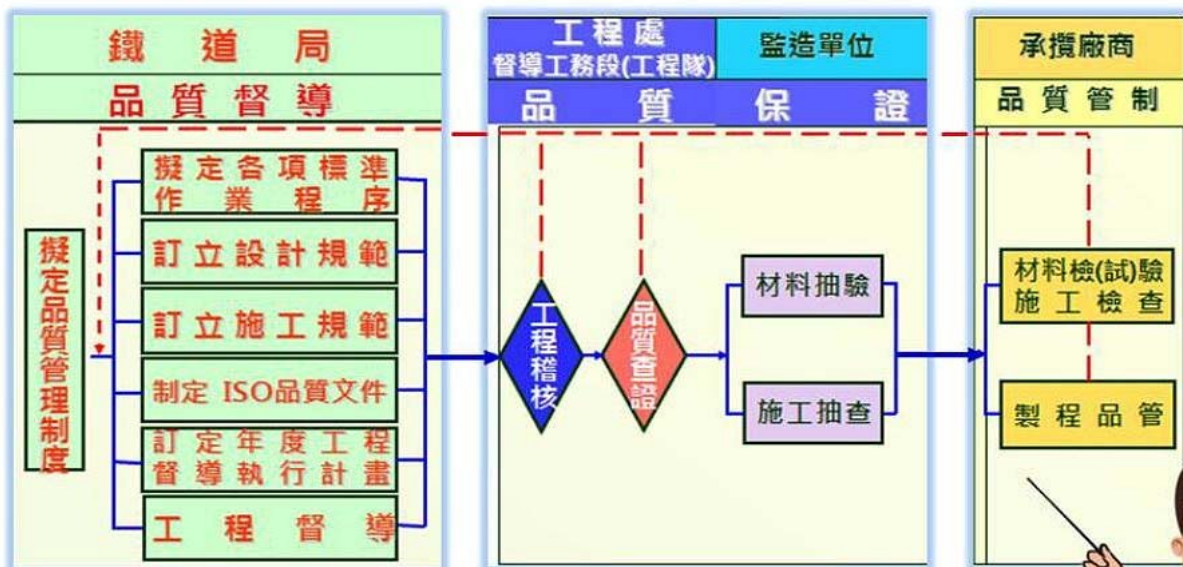 鐵道局
品質督導
擬定品質管理制度
擬定各項標準
作業程序
訂立設計規範
訂立施工規範
制定 ISO品質文件
訂定年度工程
督導執行計畫
工程督導
工程處
督導工務段(工程隊)
監造單位
品質保證
工程稽核
品質查證
材料抽驗
施工抽查
承攬廠商
品質管制
材料檢(試)驗
施工檢查
製程品管